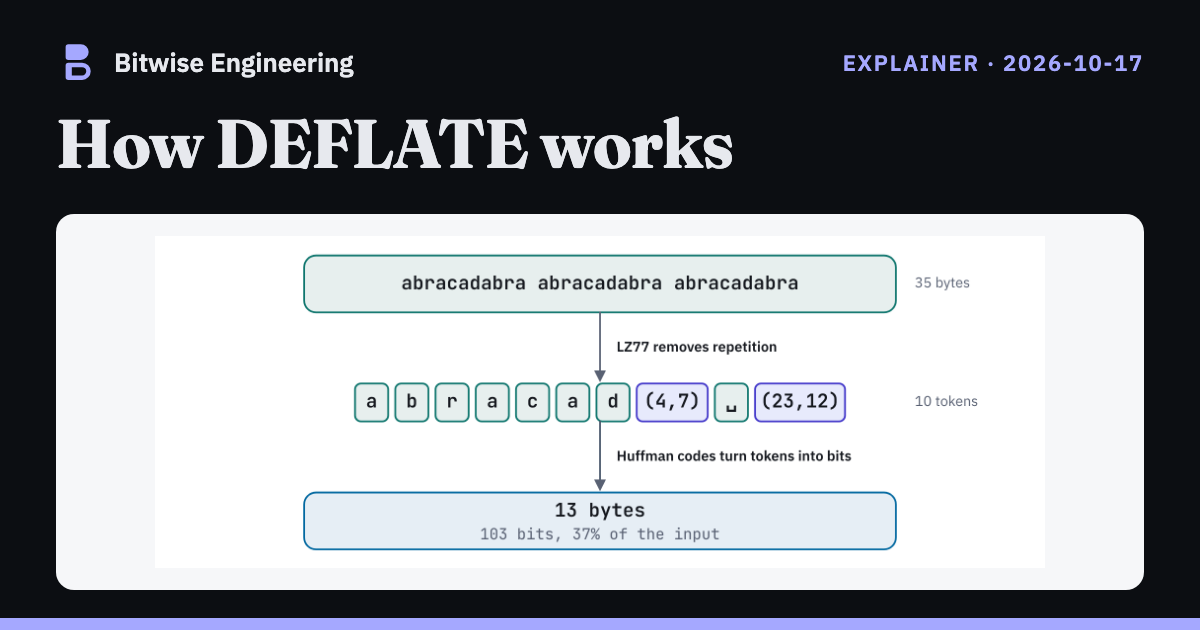 Bitwise Engineering
EXPLAINER · 2026-10-17
How DEFLATE works
abracadabra abracadabra abracadabra
35 bytes
LZ77 removes repetition
a b r a c a d (4,7) ␣ (23,12)
10 tokens
Huffman codes turn tokens into bits
13 bytes
103 bits, 37% of the input